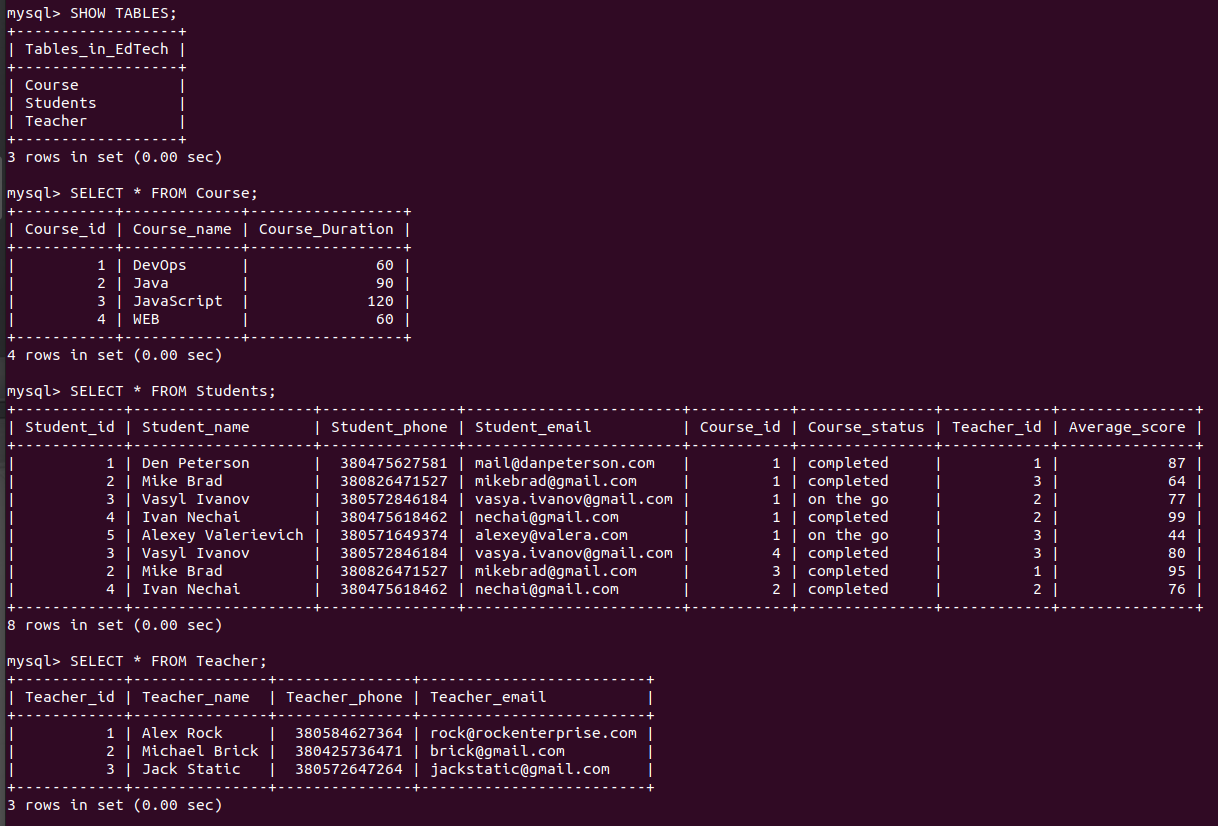 mysql> SHOW TABLES;
+------------------+
| Tables_in_EdTech |
+------------------+
| Course           |
| Students         |
| Teacher          |
+------------------+
3 rows in set (0.00 sec)
mysql> SELECT * FROM Course;
+-----------+-------------+-----------------+
| Course_id | Course_name | Course_Duration |
+-----------+-------------+-----------------+
|         1 | DevOps      |              60 |
|         2 | Java        |              90 |
|         3 | JavaScript  |             120 |
|         4 | WEB         |              60 |
+-----------+-------------+-----------------+
4 rows in set (0.00 sec)
mysql> SELECT * FROM Students;
+------------+--------------------+---------------+------------------------+-----------+---------------+------------+---------------+
| Student_id | Student_name       | Student_phone | Student_email          | Course_id | Course_status | Teacher_id | Average_score |
+------------+--------------------+---------------+------------------------+-----------+---------------+------------+---------------+
|          1 | Den Peterson       |  380475627581 | mail@danpeterson.com   |         1 | completed     |          1 |            87 |
|          2 | Mike Brad          |  380826471527 | mikebrad@gmail.com     |         1 | completed     |          3 |            64 |
|          3 | Vasyl Ivanov       |  380572846184 | vasya.ivanov@gmail.com |         1 | on the go     |          2 |            77 |
|          4 | Ivan Nechai        |  380475618462 | nechai@gmail.com       |         1 | completed     |          2 |            99 |
|          5 | Alexey Valerievich |  380571649374 | alexey@valera.com      |         1 | on the go     |          3 |            44 |
|          3 | Vasyl Ivanov       |  380572846184 | vasya.ivanov@gmail.com |         4 | completed     |          3 |            80 |
|          2 | Mike Brad          |  380826471527 | mikebrad@gmail.com     |         3 | completed     |          1 |            95 |
|          4 | Ivan Nechai        |  380475618462 | nechai@gmail.com       |         2 | completed     |          2 |            76 |
+------------+--------------------+---------------+------------------------+-----------+---------------+------------+---------------+
8 rows in set (0.00 sec)
mysql> SELECT * FROM Teacher;
+------------+---------------+---------------+-------------------------+
| Teacher_id | Teacher_name  | Teacher_phone | Teacher_email           |
+------------+---------------+---------------+-------------------------+
|          1 | Alex Rock     |  380584627364 | rock@rockenterprise.com |
|          2 | Michael Brick |  380425736471 | brick@gmail.com         |
|          3 | Jack Static   |  380572647264 | jackstatic@gmail.com    |
+------------+---------------+---------------+-------------------------+
3 rows in set (0.00 sec)